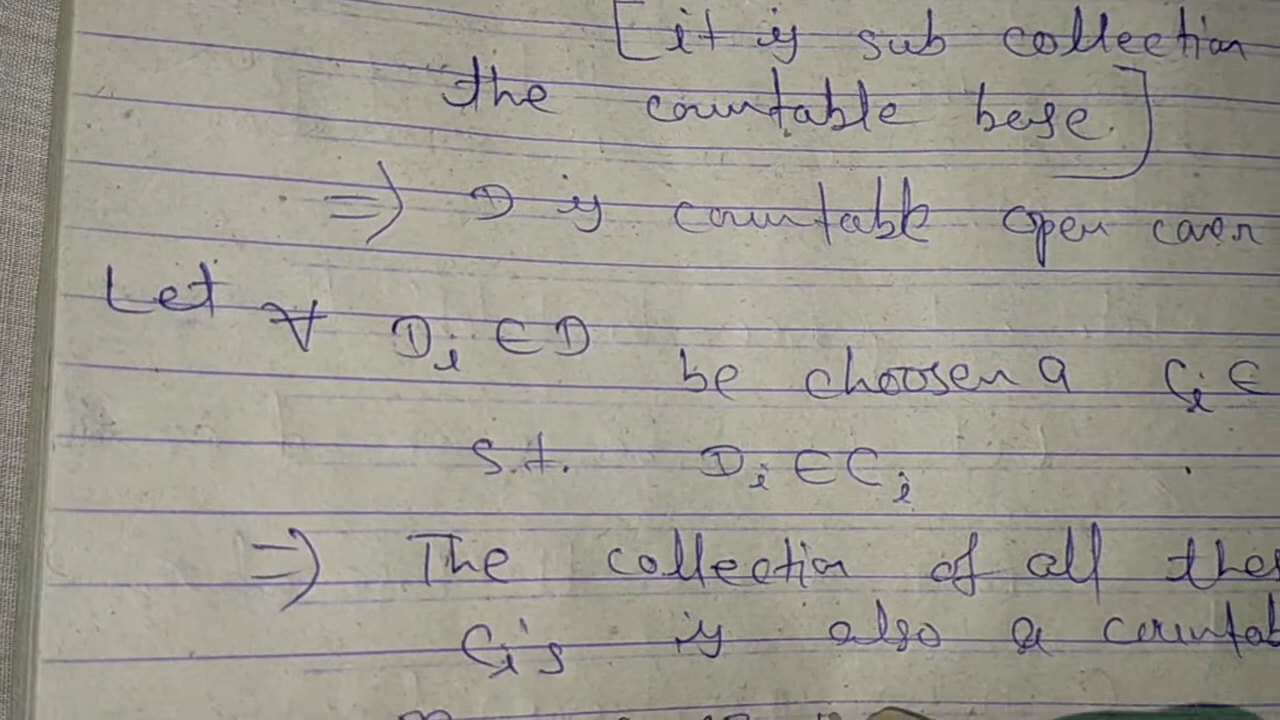 [it is sub collection
the countable base]
=> D is countable open cover
Let ∀ Di ∈ D be choosen a Ci ∈
s.t. Di ∈ Ci
=> The collection of all thes
Ci's is also a countab